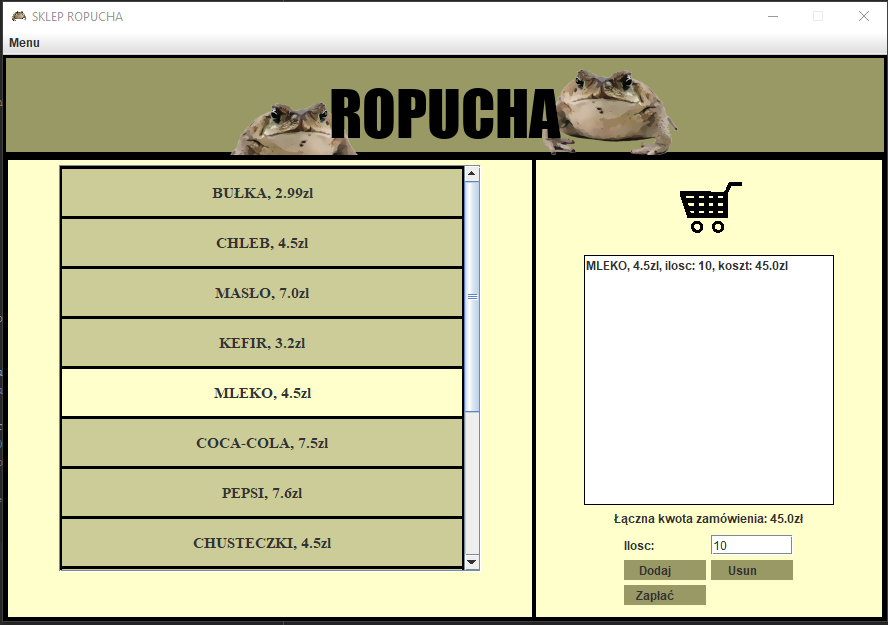 SKLEP ROPUCHA
Menu
ROPUCHA
BUŁKA, 2.99zl
CHLEB, 4.5zl
MASŁO, 7.0zl
KEFIR, 3.2zl
MLEKO, 4.5zl
COCA-COLA, 7.5zl
PEPSI, 7.6zl
CHUSTECZKI, 4.5zl
MLEKO, 4.5zl, ilosc: 10, koszt: 45.0zl
Łączna kwota zamówienia: 45.0zł
Ilosc: 10
Dodaj Usun
Zapłać